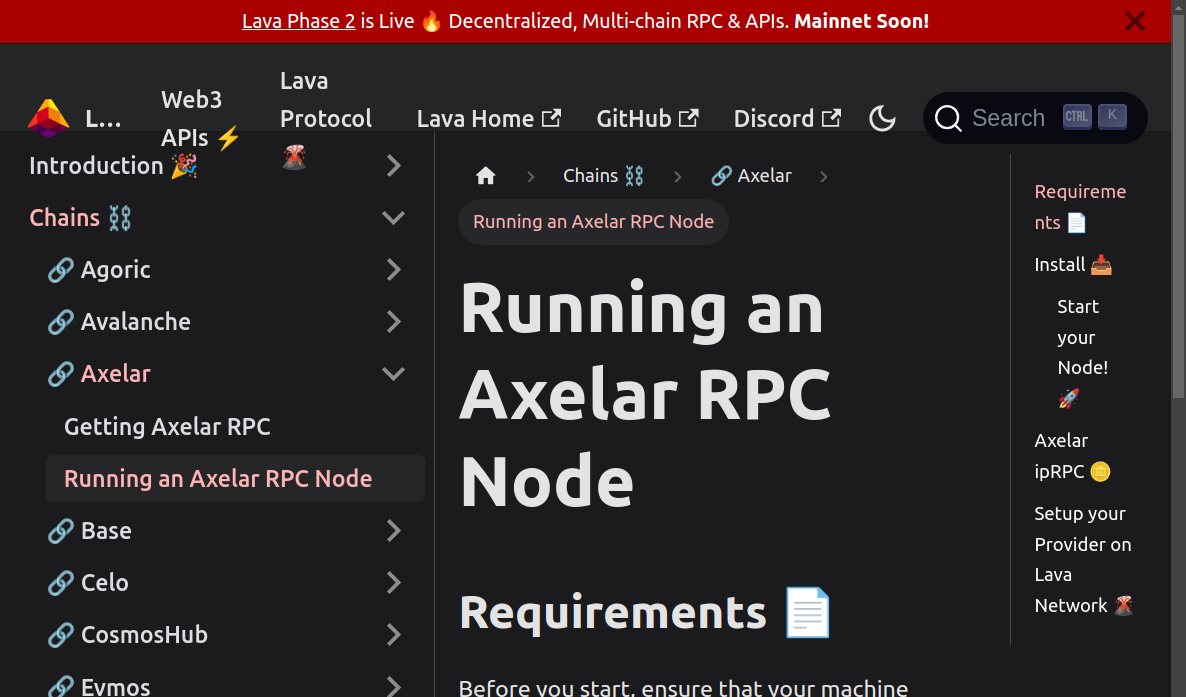 Lava Phase 2 is Live 🔥 Decentralized, Multi-chain RPC & APIs. Mainnet Soon!
L...
Web3
APIs ⚡
Lava
Protocol
🌋
Lava Home
GitHub
Discord
Search
CTRL
K
Introduction 🎉
Chains ⛓️
🔗 Agoric
🔗 Avalanche
🔗 Axelar
Getting Axelar RPC
Running an Axelar RPC Node
🔗 Base
🔗 Celo
🔗 CosmosHub
🔗 Evmos
Chains ⛓️
🔗 Axelar
Running an Axelar RPC Node
Running an
Axelar RPC
Node
Requirements 📄
Before you start, ensure that your machine
Requireme
nts 📄
Install 📥
Start
your
Node!
🚀
Axelar
ipRPC 🪙
Setup your
Provider on
Lava
Network 🌋